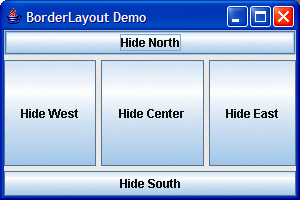 BorderLayout Demo
Hide North
Hide West
Hide Center
Hide East
Hide South